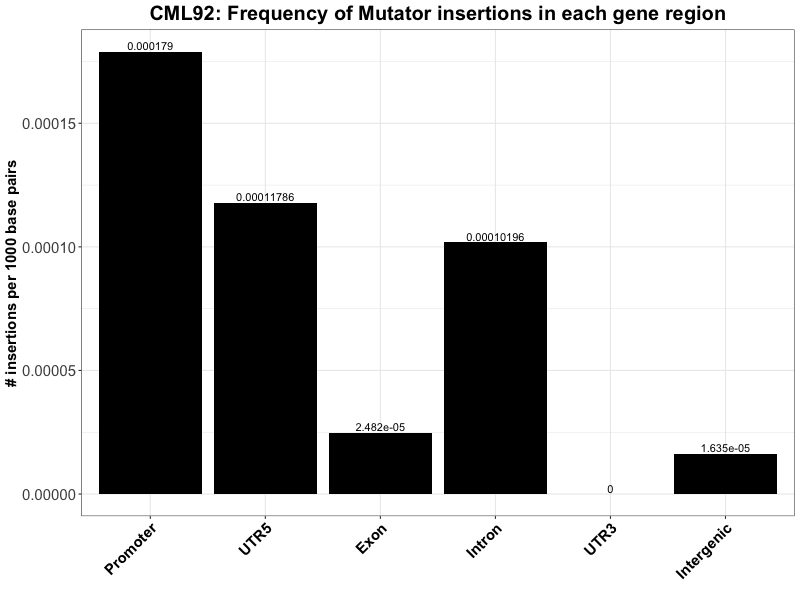 CML92: Frequency of Mutator insertions in each gene region
# insertions per 1000 base pairs
0.00015
0.00010
0.00005
0.00000
0.000179
0.00011786
2.482e-05
0.00010196
0
1.635e-05
Promoter
UTR5
Exon
Intron
UTR3
Intergenic